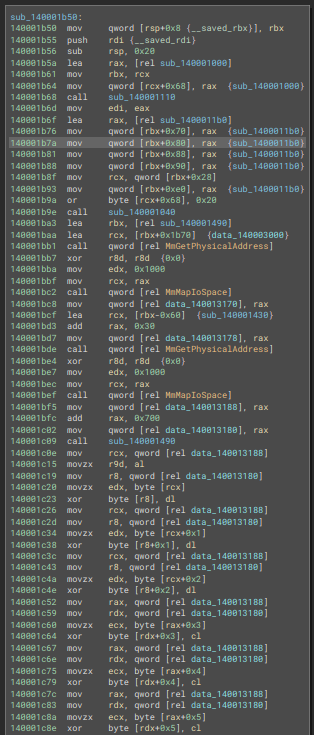 sub_140001b50:
140001b50 mov qword [rsp+0x8 {__saved_rbx}], rbx
140001b55 push rdi {__saved_rdi}
140001b56 sub rsp, 0x20
140001b5a lea rax, [rel sub_140001000]
140001b61 mov rbx, rcx
140001b64 mov qword [rcx+0x68], rax {sub_140001000}
140001b68 call sub_140001110
140001b6d mov edi, eax
140001b6f lea rax, [rel sub_1400011b0]
140001b76 mov qword [rbx+0x70], rax {sub_1400011b0}
140001b7a mov qword [rbx+0x80], rax {sub_1400011b0}
140001b81 mov qword [rbx+0x88], rax {sub_1400011b0}
140001b88 mov qword [rbx+0x90], rax {sub_1400011b0}
140001b8f mov rcx, qword [rbx+0x28]
140001b93 mov qword [rbx+0xe0], rax {sub_1400011b0}
140001b9a or byte [rcx+0x68], 0x20
140001b9e call sub_140001040
140001ba3 lea rbx, [rel sub_140001490]
140001baa lea rcx, [rbx+0x1b70] {data_140003000}
140001bb1 call qword [rel MmGetPhysicalAddress]
140001bb7 xor r8d, r8d {0x0}
140001bba mov edx, 0x1000
140001bbf mov rcx, rax
140001bc2 call qword [rel MmMapIoSpace]
140001bc8 mov qword [rel data_140013170], rax
140001bcf lea rcx, [rbx-0x60] {sub_140001430}
140001bd3 add rax, 0x30
140001bd7 mov qword [rel data_140013178], rax
140001bde call qword [rel MmGetPhysicalAddress]
140001be4 xor r8d, r8d {0x0}
140001be7 mov edx, 0x1000
140001bec mov rcx, rax
140001bef call qword [rel MmMapIoSpace]
140001bf5 mov qword [rel data_140013188], rax
140001bfc add rax, 0x700
140001c02 mov qword [rel data_140013180], rax
140001c09 call sub_140001490
140001c0e mov rcx, qword [rel data_140013188]
140001c15 movzx r9d, al
140001c19 mov r8, qword [rel data_140013180]
140001c20 movzx edx, byte [rcx]
140001c23 xor byte [r8], dl
140001c26 mov rcx, qword [rel data_140013188]
140001c2d mov r8, qword [rel data_140013180]
140001c34 movzx edx, byte [rcx+0x1]
140001c38 xor byte [r8+0x1], dl
140001c3c mov rcx, qword [rel data_140013188]
140001c43 mov r8, qword [rel data_140013180]
140001c4a movzx edx, byte [rcx+0x2]
140001c4e xor byte [r8+0x2], dl
140001c52 mov rax, qword [rel data_140013188]
140001c59 mov rdx, qword [rel data_140013180]
140001c60 movzx ecx, byte [rax+0x3]
140001c64 xor byte [rdx+0x3], cl
140001c67 mov rax, qword [rel data_140013188]
140001c6e mov rdx, qword [rel data_140013180]
140001c75 movzx ecx, byte [rax+0x4]
140001c79 xor byte [rdx+0x4], cl
140001c7c mov rax, qword [rel data_140013188]
140001c83 mov rdx, qword [rel data_140013180]
140001c8a movzx ecx, byte [rax+0x5]
140001c8e xor byte [rdx+0x5], cl